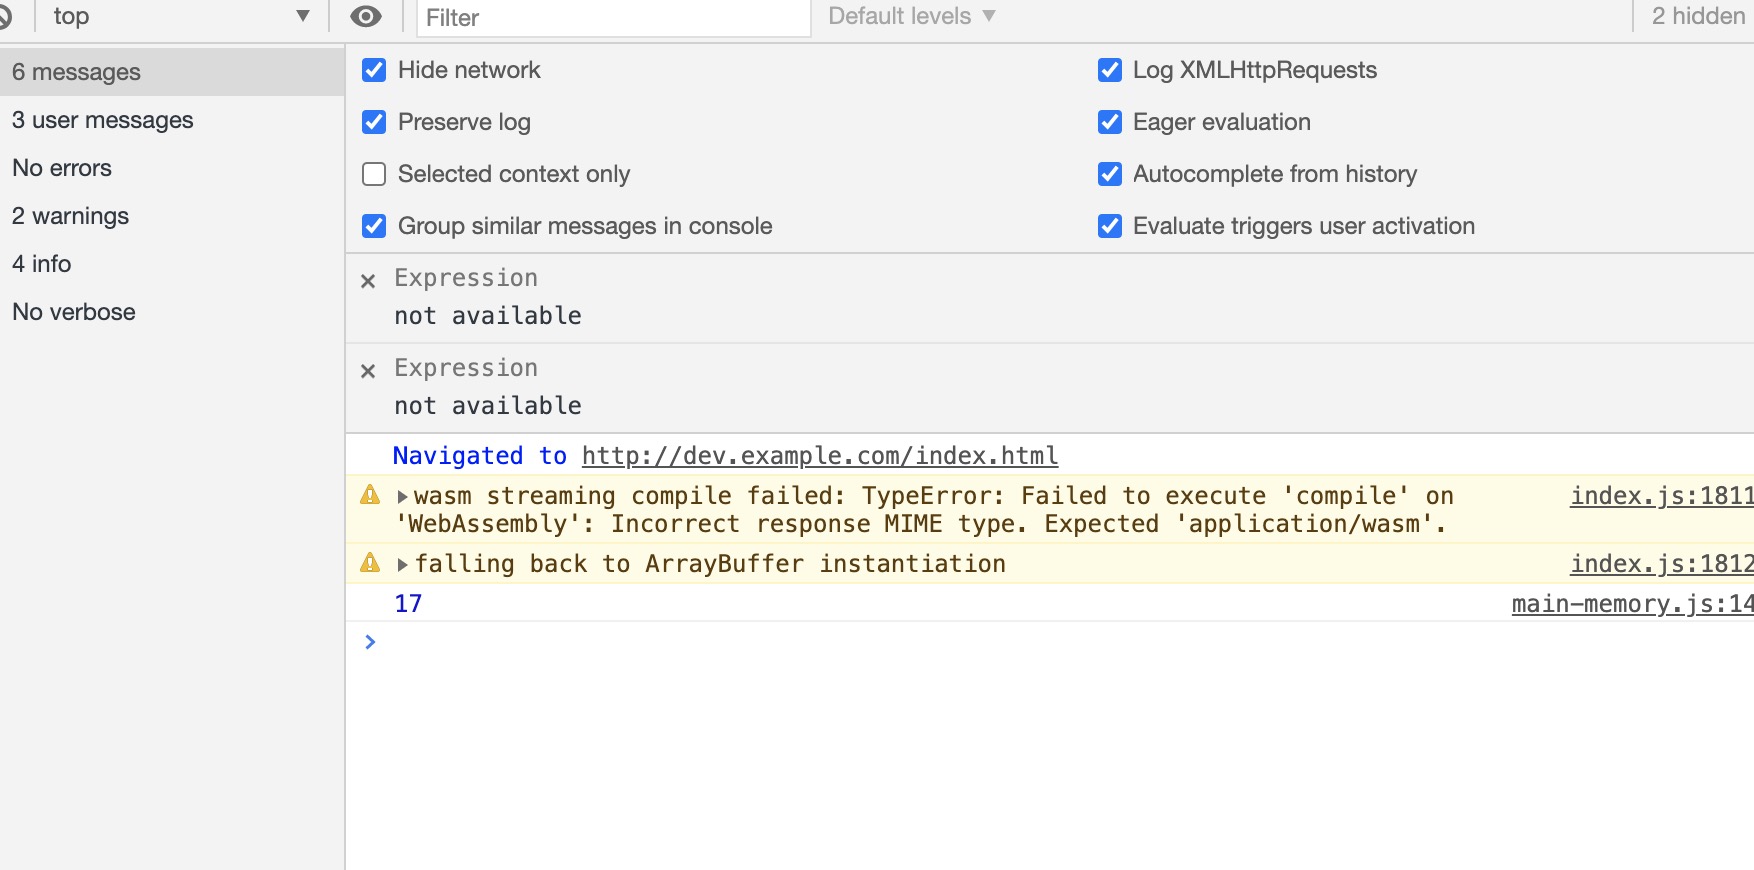 top
Filter
Default levels
2 hidden
6 messages
3 user messages
No errors
2 warnings
4 info
No verbose
Hide network
Log XMLHttpRequests
Preserve log
Eager evaluation
Selected context only
Autocomplete from history
Group similar messages in console
Evaluate triggers user activation
Expression
not available
Expression
not available
Navigated to http://dev.example.com/index.html
wasm streaming compile failed: TypeError: Failed to execute 'compile' on
index.js:1811
'WebAssembly': Incorrect response MIME type. Expected 'application/wasm'.
falling back to ArrayBuffer instantiation
index.js:1812
17
main-memory.js:14